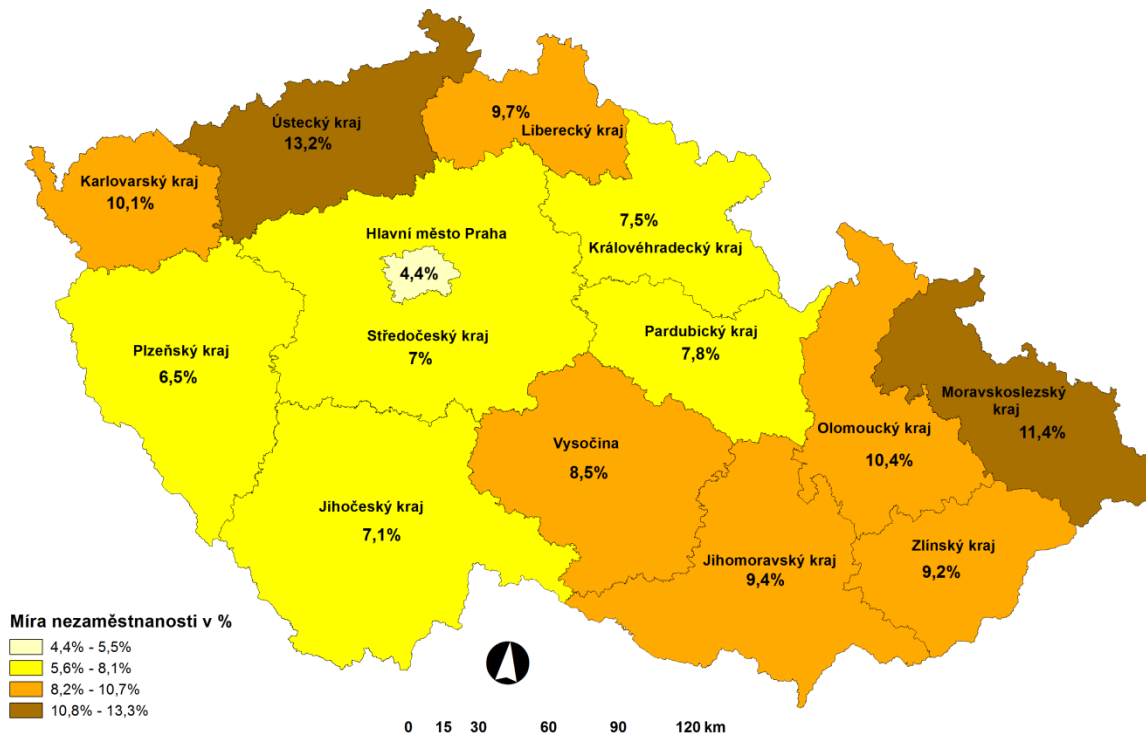 Ústecký kraj
13,2%
9,7%
Liberecký kraj
Karlovarský kraj
10,1%
Hlavní město Praha
4,4%
7,5%
Královéhradecký kraj
Plzeňský kraj
6,5%
Středočeský kraj
7%
Pardubický kraj
7,8%
Moravskoslezský
kraj
11,4%
Olomoucký kraj
10,4%
Vysočina
8,5%
Jihočeský kraj
7,1%
Jihomoravský kraj
9,4%
Zlínský kraj
9,2%
Míra nezaměstnanosti v %
4,4% - 5,5%
5,6% - 8,1%
8,2% - 10,7%
10,8% - 13,3%
0 15 30 60 90 120 km